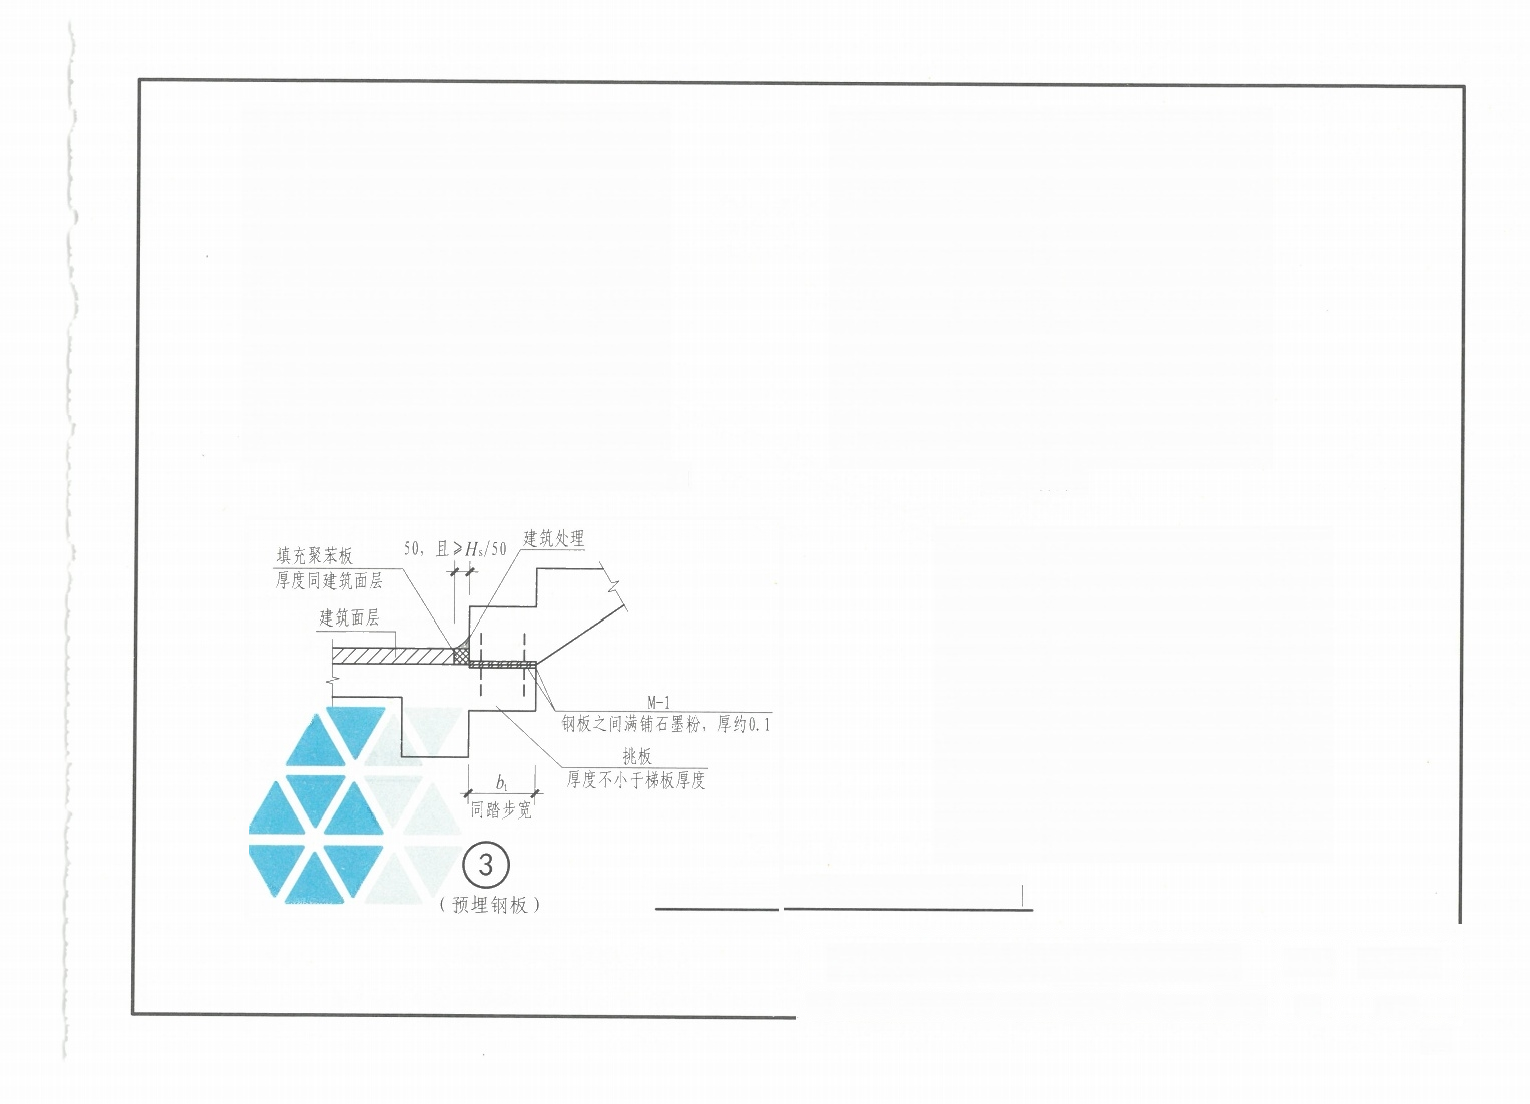 50, 且≥Hs/50
建筑处理
填充聚苯板
厚度同建筑面层
建筑面层
M-1
钢板之间满铺石墨粉, 厚约0.1
挑板
厚度不小于梯板厚度
b1
同踏步宽
3
(预埋钢板)